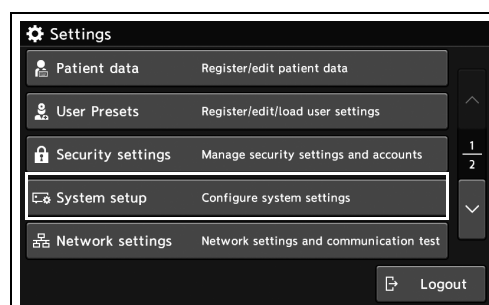 Settings
Patient data Register/edit patient data
User Presets Register/edit/load user settings
Security settings Manage security settings and accounts
1
2
System setup Configure system settings
Network settings Network settings and communication test
Logout